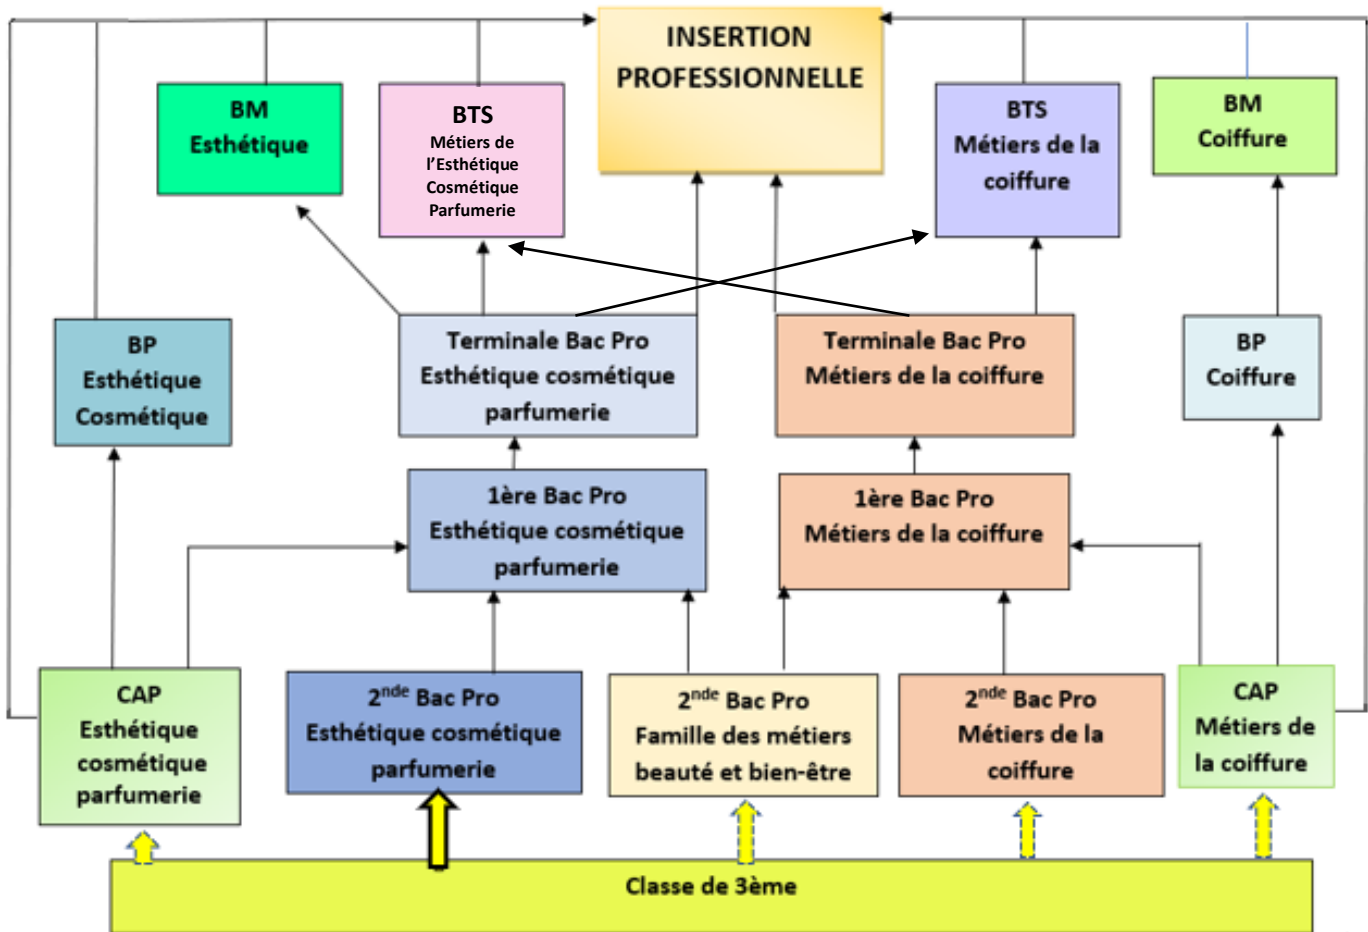 INSERTION
PROFESSIONNELLE
BM
Esthétique
BTS
Métiers de
l’Esthétique
Cosmétique
Parfumerie
BTS
Métiers de la
coiffure
BM
Coiffure
BP
Esthétique
Cosmétique
Terminale Bac Pro
Esthétique cosmétique
parfumerie
Terminale Bac Pro
Métiers de la coiffure
BP
Coiffure
1ère Bac Pro
Esthétique cosmétique
parfumerie
1ère Bac Pro
Métiers de la coiffure
CAP
Esthétique
cosmétique
parfumerie
2nde Bac Pro
Esthétique cosmétique
parfumerie
2nde Bac Pro
Famille des métiers
beauté et bien-être
2nde Bac Pro
Métiers de la
coiffure
CAP
Métiers de
la coiffure
Classe de 3ème